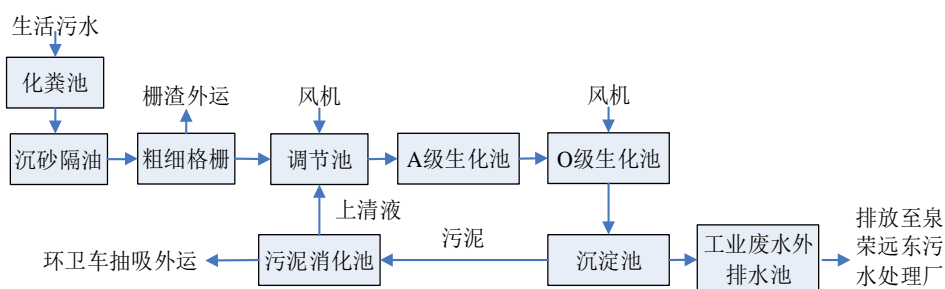 生活污水
化粪池
栅渣外运
风机
风机
沉砂隔油
粗细格栅
调节池
A级生化池
O级生化池
上清液
污泥
环卫车抽吸外运
污泥消化池
沉淀池
工业废水外
排水池
排放至泉
荣远东污
水处理厂